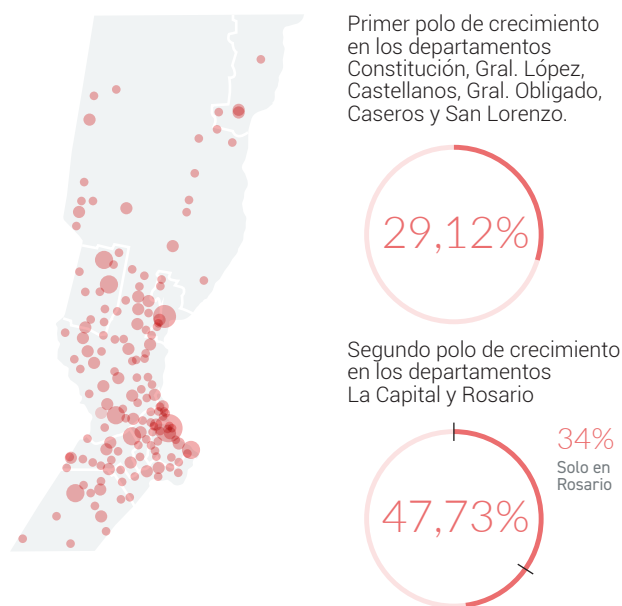 Primer polo de crecimiento
en los departamentos
Constitución, Gral. López,
Castellanos, Gral. Obligado,
Caseros y San Lorenzo.
29,12%
Segundo polo de crecimiento
en los departamentos
La Capital y Rosario
34%
Solo en
Rosario
47,73%